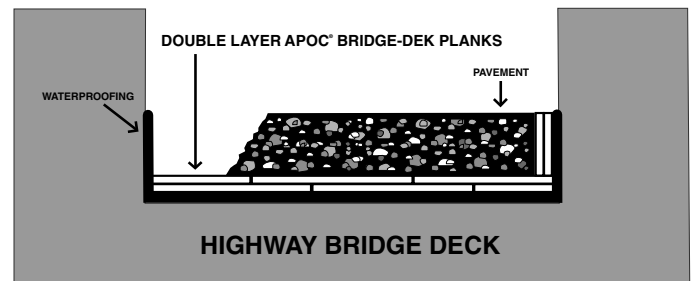 DOUBLE LAYER APOC® BRIDGE-DEK PLANKS
PAVEMENT
WATERPROOFING
HIGHWAY BRIDGE DECK